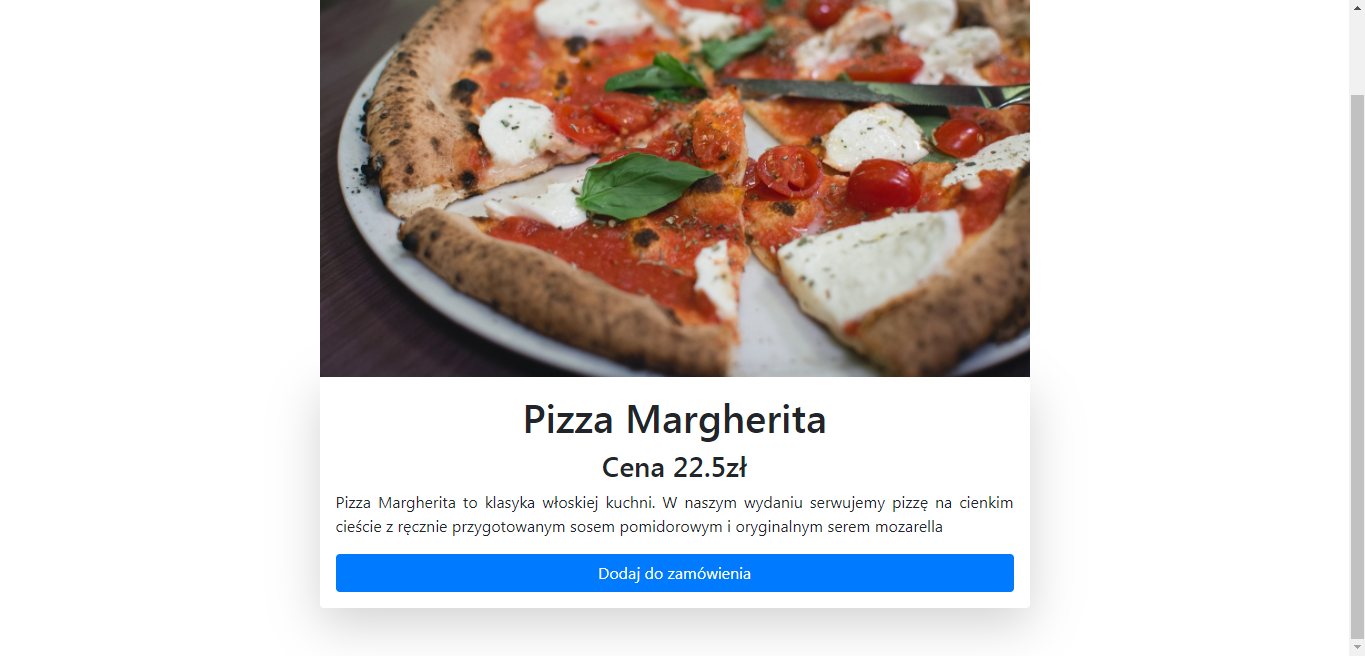 Pizza Margherita
Cena 22.5zł
Pizza Margherita to klasyka włoskiej kuchni. W naszym wydaniu serwujemy pizzę na cienkim
cieście z ręcznie przygotowanym sosem pomidorowym i oryginalnym serem mozarella
Dodaj do zamówienia